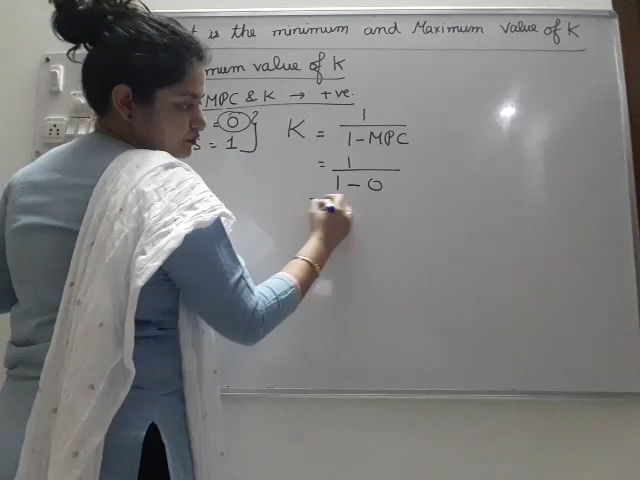 t is the minimum and Maximum value of K
mum value of K
MPC & K → +ve.
= 0
s = 1
K = 1 / 1 - MPC
= 1 / 1 - 0